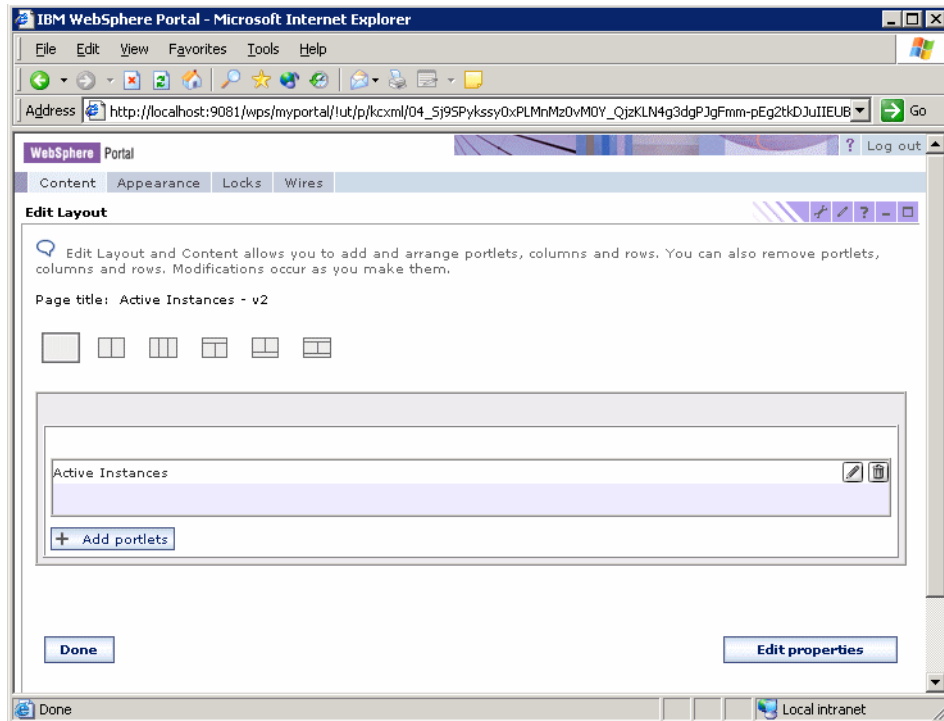 IBM WebSphere Portal - Microsoft Internet Explorer
File Edit View Favorites Tools Help
Address http://localhost:9081/wps/myportal/!ut/p/kcxml/04_Sj9SPykssy0xPLMnMz0vM0Y_QjzKLN4g3dgPJgFmm-pEg2tkDJuIIEUB Go
WebSphere Portal ? Log out
Content Appearance Locks Wires
Edit Layout ?
Edit Layout and Content allows you to add and arrange portlets, columns and rows. You can also remove portlets,
columns and rows. Modifications occur as you make them.
Page title: Active Instances - v2
Active Instances
+ Add portlets
Done Edit properties
Done Local intranet